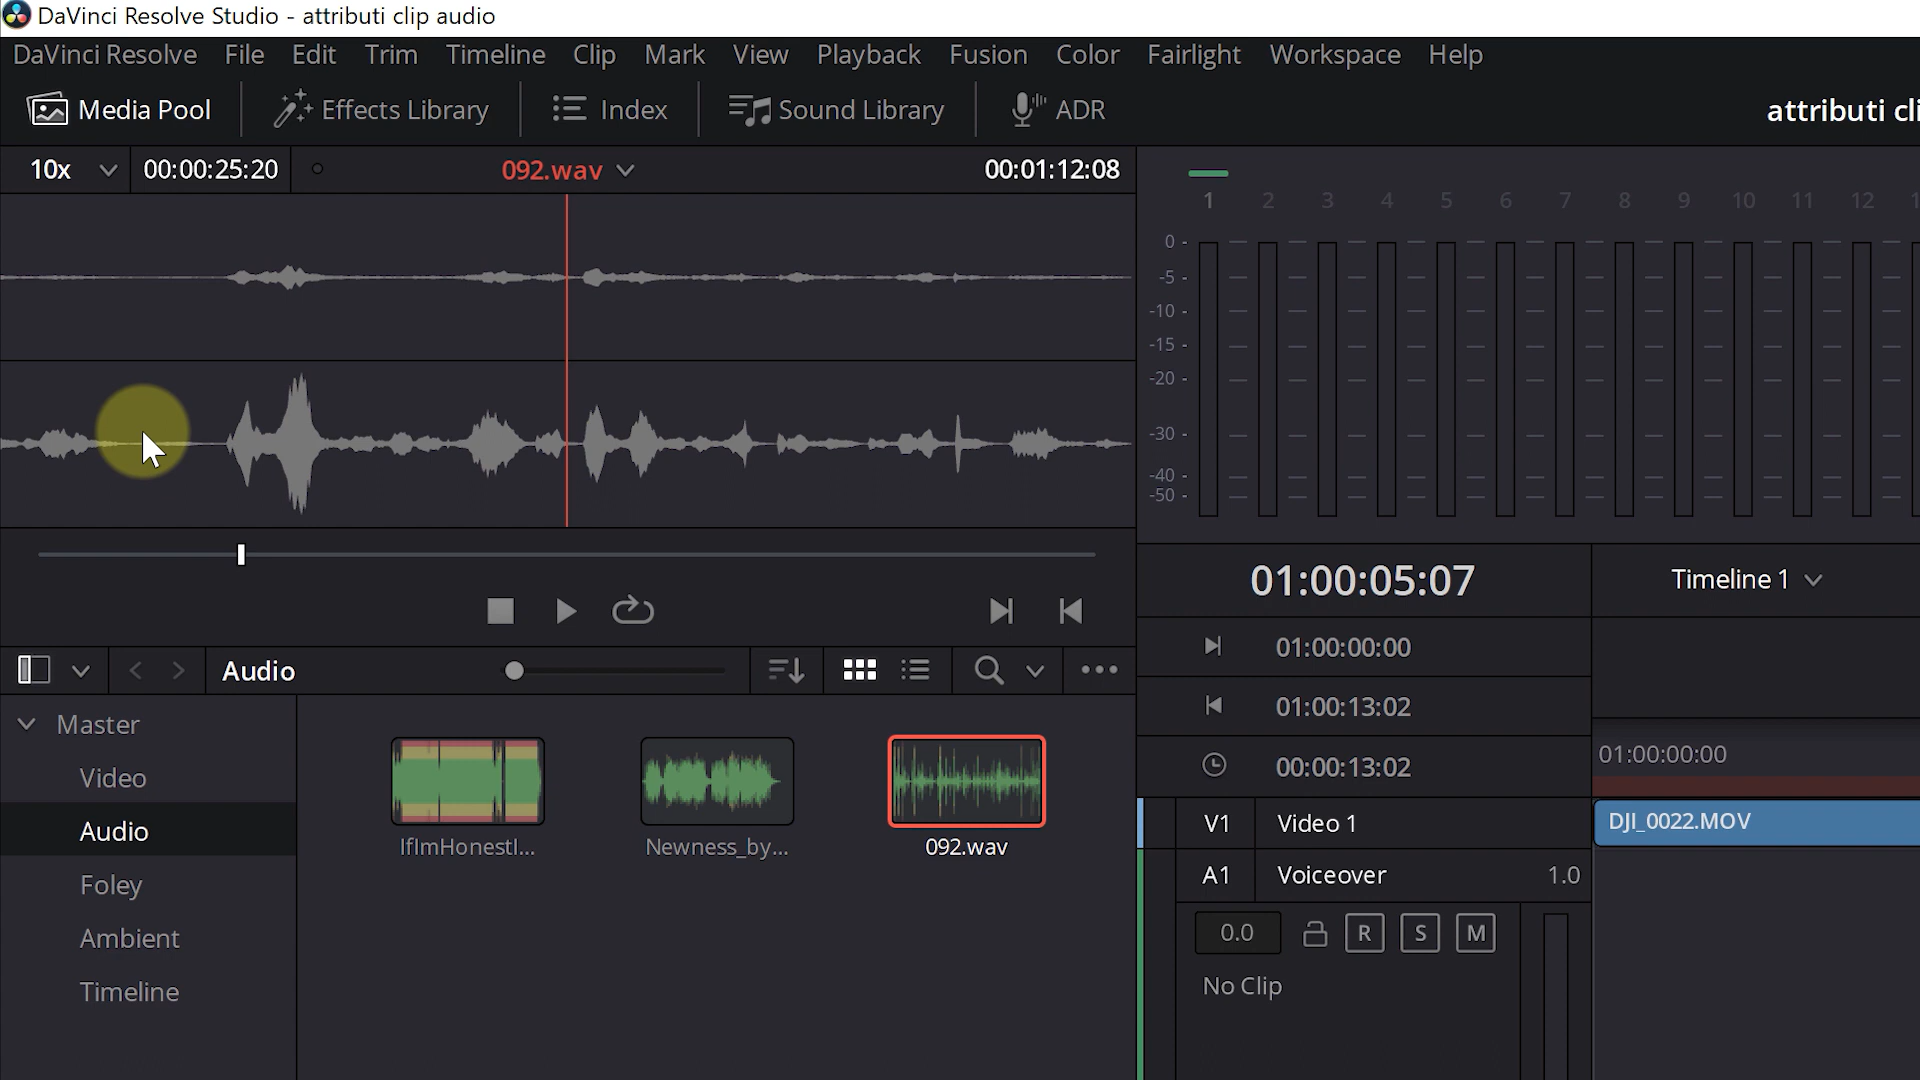 DaVinci Resolve Studio - attributi clip audio
DaVinci Resolve File Edit Trim Timeline Clip Mark View Playback Fusion Color Fairlight Workspace Help
Media Pool Effects Library Index Sound Library ADR attributi cli
10x 00:00:25:20 092.wav 00:01:12:08
1 2 3 4 5 6 7 8 9 10 11 12 1
0 -
-5 -
-10 -
-15 -
-20 -
-30 -
-40 -
-50 -
01:00:05:07 Timeline 1
01:00:00:00
01:00:13:02
00:00:13:02
Audio
Master
Video
Audio
Foley
Ambient
Timeline
IfImHonestI...
Newness_by...
092.wav
01:00:00:00
V1 Video 1 DJI_0022.MOV
A1 Voiceover 1.0
0.0 R S M
No Clip